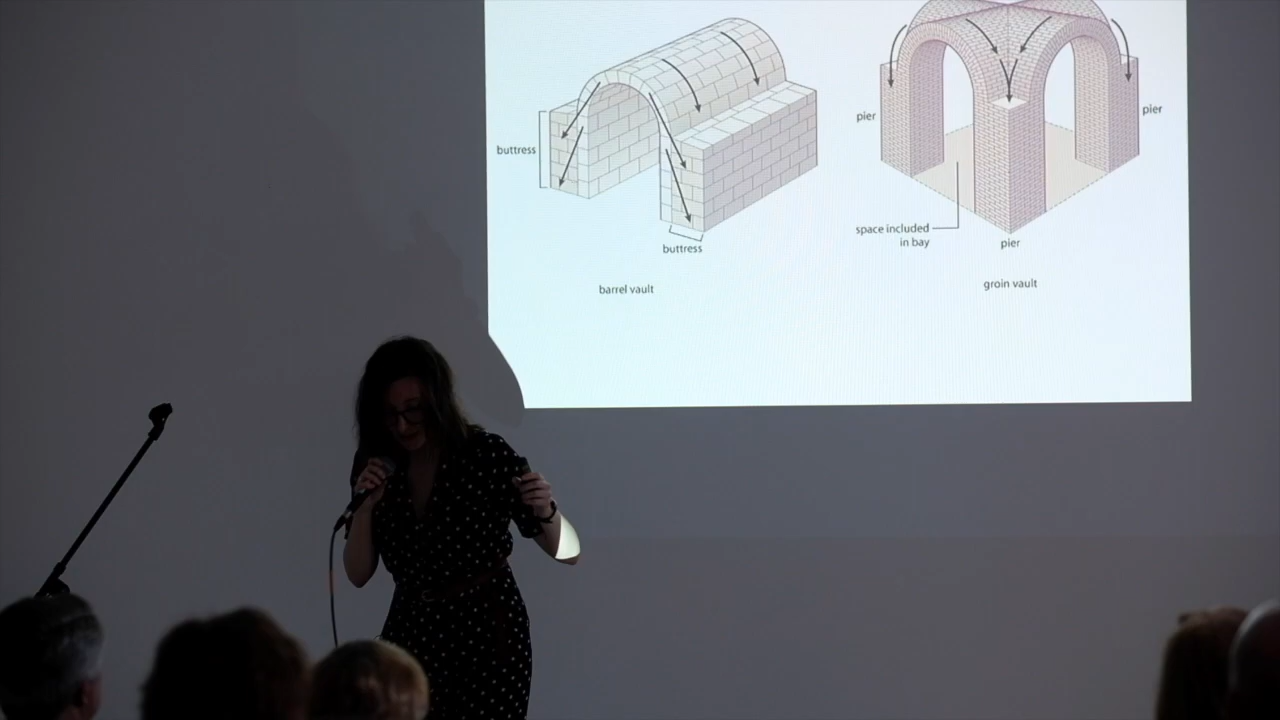 buttress
buttress
barrel vault
pier
pier
space included
in bay
pier
groin vault